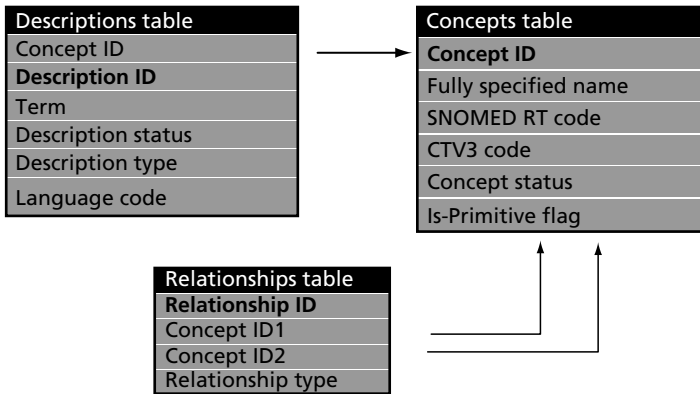 Descriptions table
Concept ID
Description ID
Term
Description status
Description type
Language code
Concepts table
Concept ID
Fully specified name
SNOMED RT code
CTV3 code
Concept status
Is-Primitive flag
Relationships table
Relationship ID
Concept ID1
Concept ID2
Relationship type